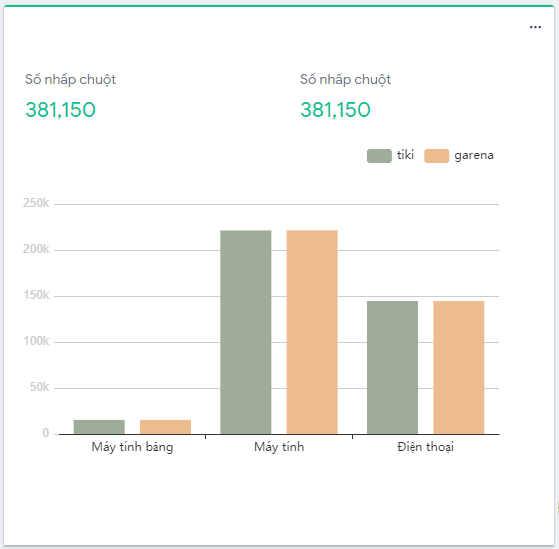 ...
Số nhấp chuột
381,150
Số nhấp chuột
381,150
tiki
garena
250k
200k
150k
100k
50k
0
Máy tính bảng
Máy tính
Điện thoại